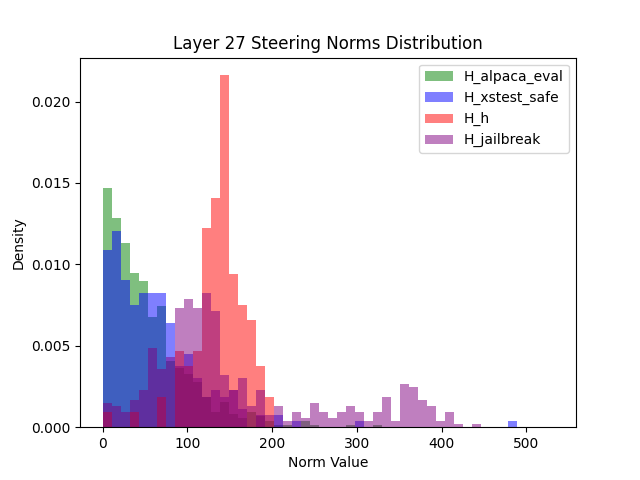 Layer 27 Steering Norms Distribution
H_alpaca_eval
H_xstest_safe
H_h
H_jailbreak
0.020
0.015
0.010
0.005
0.000
Density
0 100 200 300 400 500
Norm Value